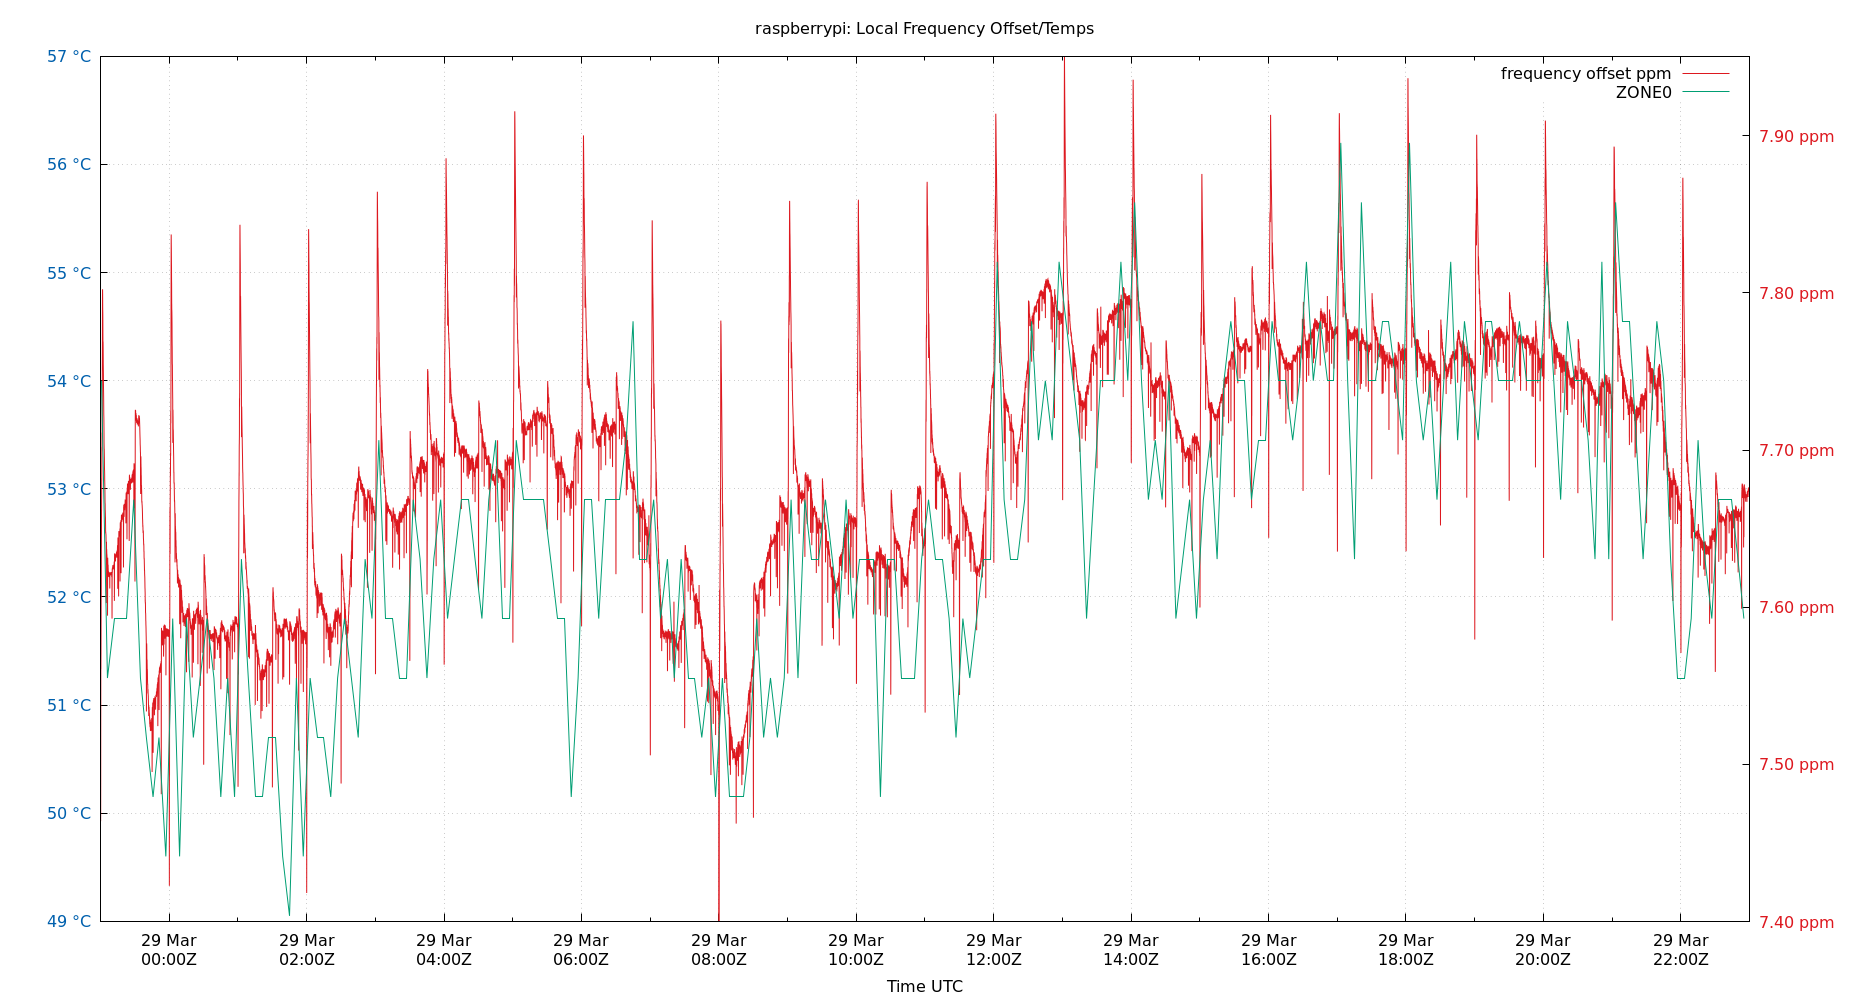 raspberrypi: Local Frequency Offset/Temps
57 °C
56 °C
55 °C
54 °C
53 °C
52 °C
51 °C
50 °C
49 °C
frequency offset ppm
ZONE0
7.90 ppm
7.80 ppm
7.70 ppm
7.60 ppm
7.50 ppm
7.40 ppm
29 Mar 29 Mar 29 Mar 29 Mar 29 Mar 29 Mar 29 Mar 29 Mar 29 Mar 29 Mar 29 Mar 29 Mar
00:00Z 02:00Z 04:00Z 06:00Z 08:00Z 10:00Z 12:00Z 14:00Z 16:00Z 18:00Z 20:00Z 22:00Z
Time UTC